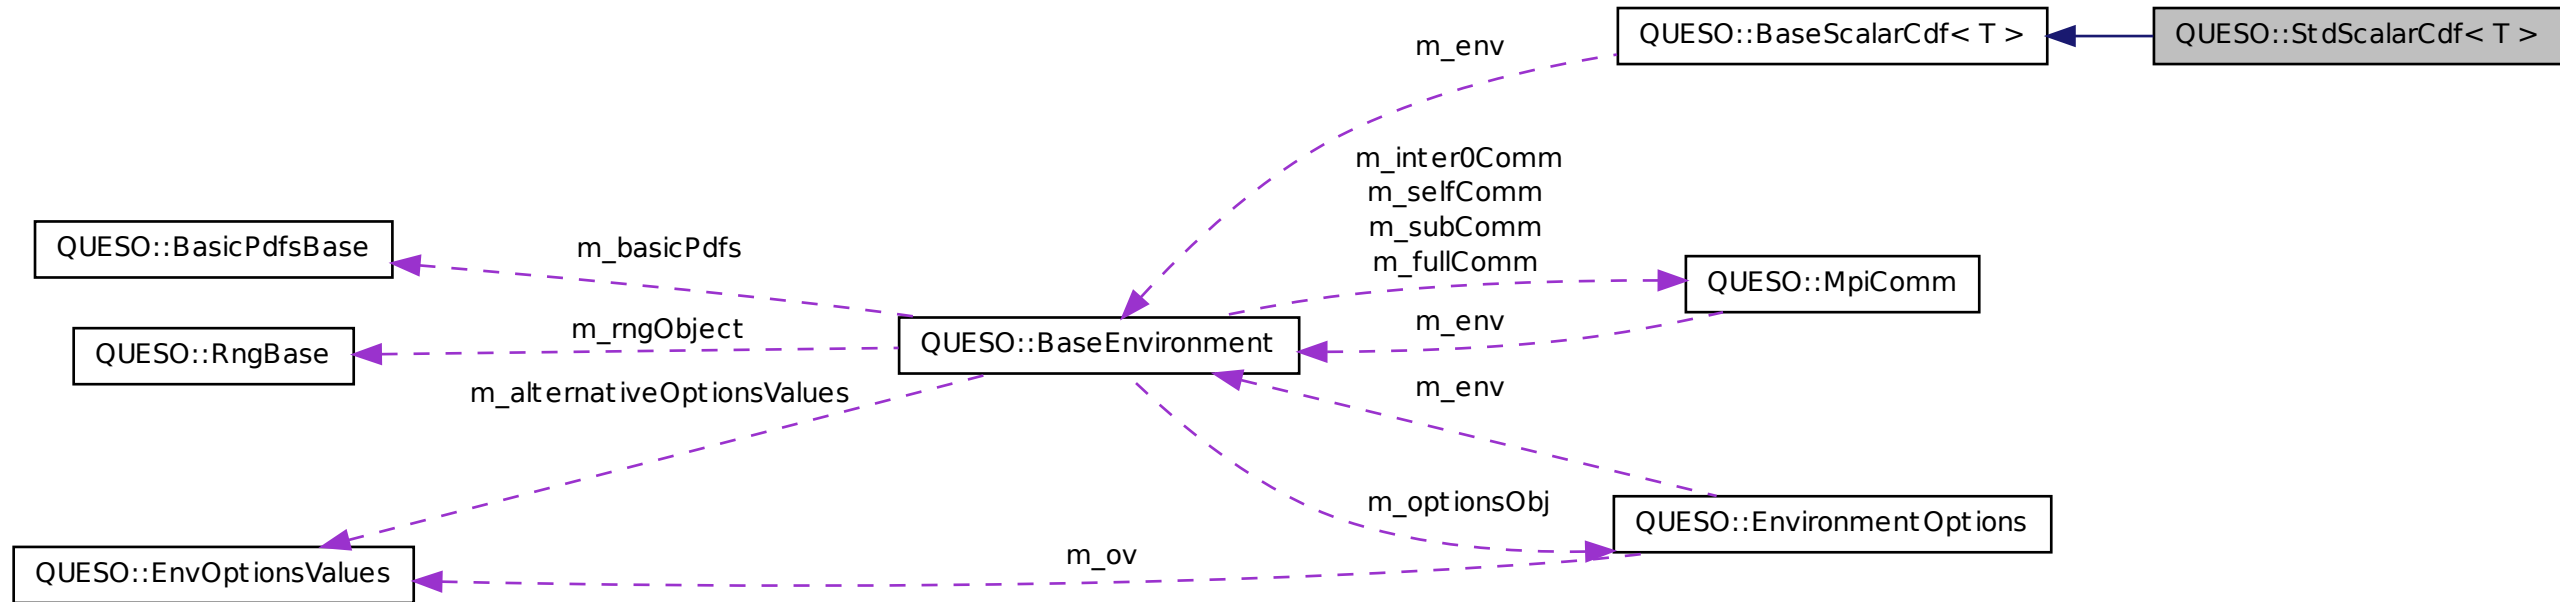 QUESO::BaseScalarCdf< T >
QUESO::StdScalarCdf< T >
m_env
m_inter0Comm
m_selfComm
m_subComm
m_fullComm
QUESO::BasicPdfsBase
m_basicPdfs
QUESO::MpiComm
m_rngObject
m_env
QUESO::RngBase
QUESO::BaseEnvironment
m_alternativeOptionsValues
m_env
m_optionsObj
QUESO::EnvironmentOptions
m_ov
QUESO::EnvOptionsValues